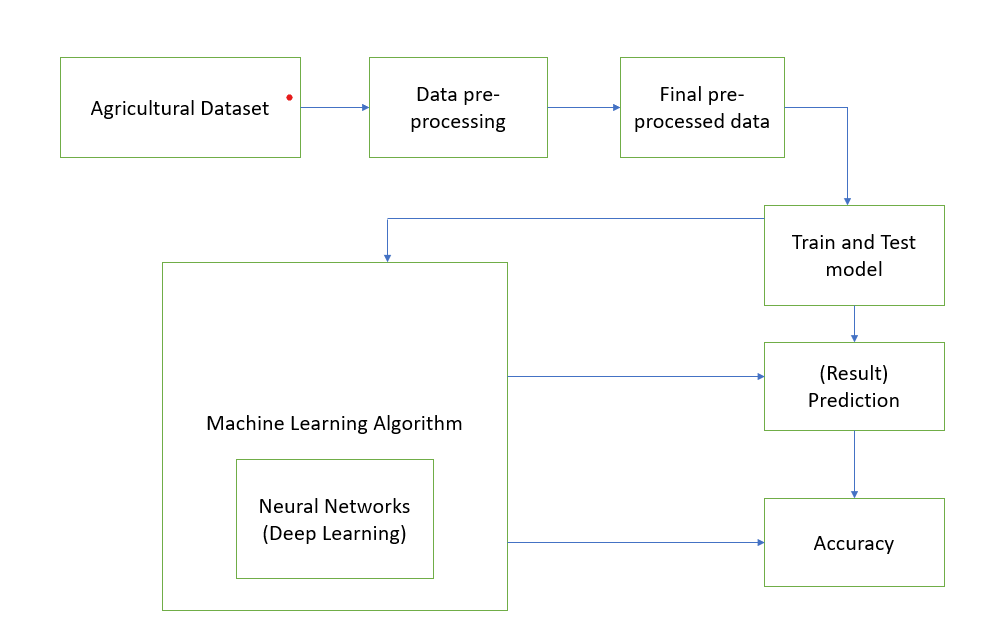 Agricultural Dataset
Data pre-
processing
Final pre-
processed data
Train and Test
model
(Result)
Prediction
Machine Learning Algorithm
Neural Networks
(Deep Learning)
Accuracy